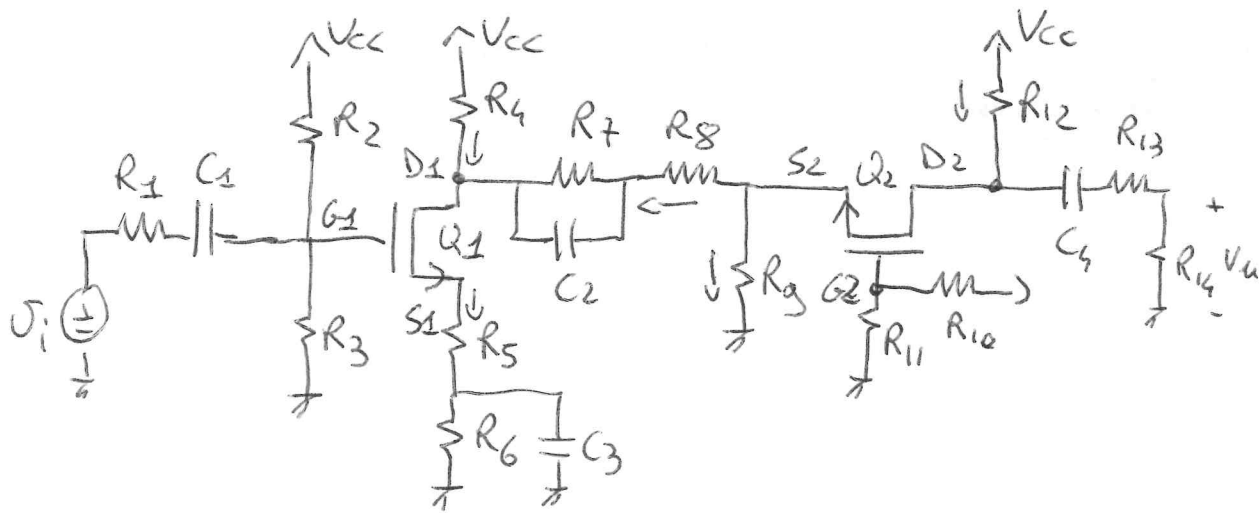 Vcc
Vcc
Vcc
R2
R4
R12
R7
R8
R13
R1
C1
D1
S2
Q2
D2
G1
Q1
C2
R9
G2
C4
R14
+
Vu
-
Vi
R3
S1
R5
R11
R10
R6
C3